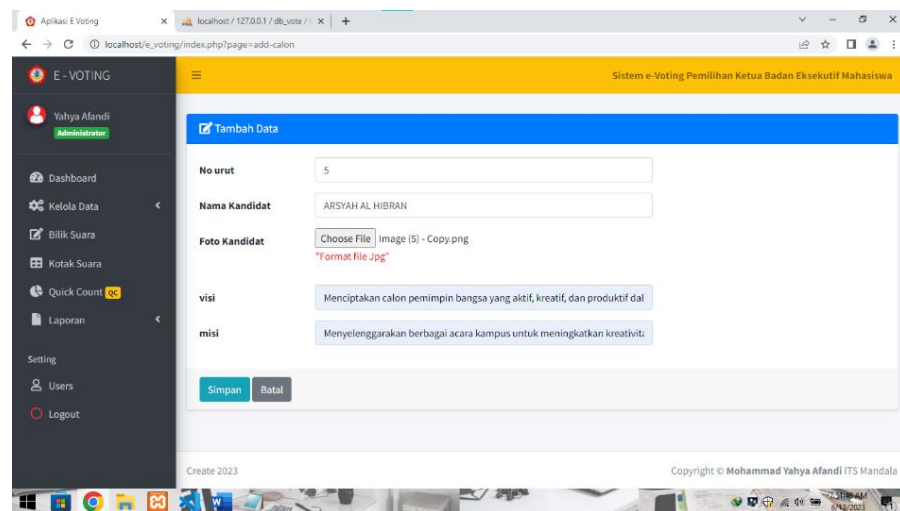 Aplikasi E Voting
localhost / 127.0.0.1 / db_vote /
localhost/e_voting/index.php?page=add-calon
E - VOTING
Sistem e-Voting Pemilihan Ketua Badan Eksekutif Mahasiswa
Yahya Afandi
Administrator
Tambah Data
Dashboard
Kelola Data
Bilik Suara
Kotak Suara
Quick Count QC
Laporan
Setting
Users
Logout
No urut
5
Nama Kandidat
ARSYAH AL HIBRAN
Foto Kandidat
Choose File Image (5) - Copy.png
"Format file Jpg"
visi
Menciptakan calon pemimpin bangsa yang aktif, kreatif, dan produktif dal
misi
Menyelenggarakan berbagai acara kampus untuk meningkatkan kreativita
Simpan
Batal
Create 2023
Copyright © Mohammad Yahya Afandi ITS Mandala
6/13/2023